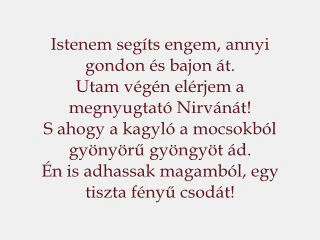 Istenem segíts engem, annyi
gondon és bajon át.
Utam végén elérjem a
megnyugtató Nirvánát!
S ahogy a kagyló a mocsokból
gyönyörű gyöngyöt ád.
Én is adhassak magamból, egy
tiszta fényű csodát!